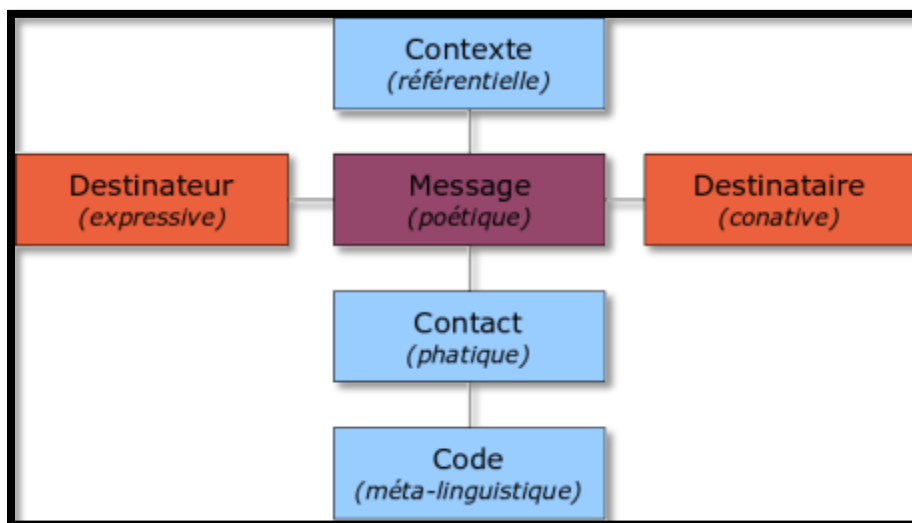 Contexte
(référentielle)
Destinateur
(expressive)
Message
(poétique)
Destinataire
(conative)
Contact
(phatique)
Code
(méta-linguistique)